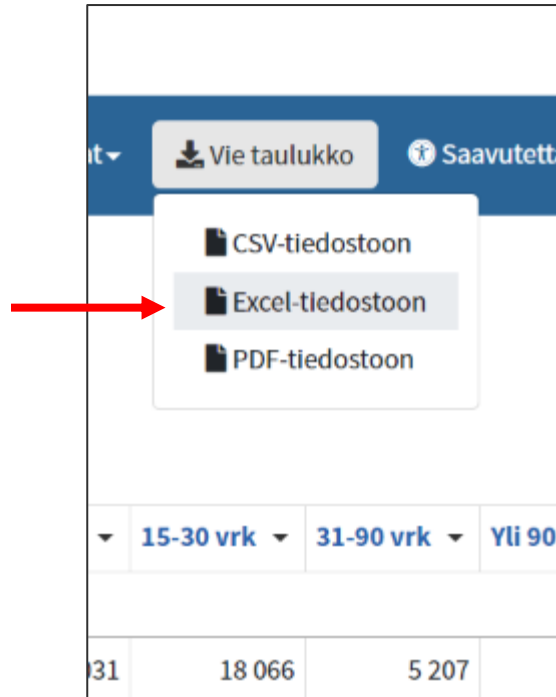 Vie taulukko
CSV-tiedostoon
Excel-tiedostoon
PDF-tiedostoon
15-30 vrk 31-90 vrk Yli 90
18 066 5 207